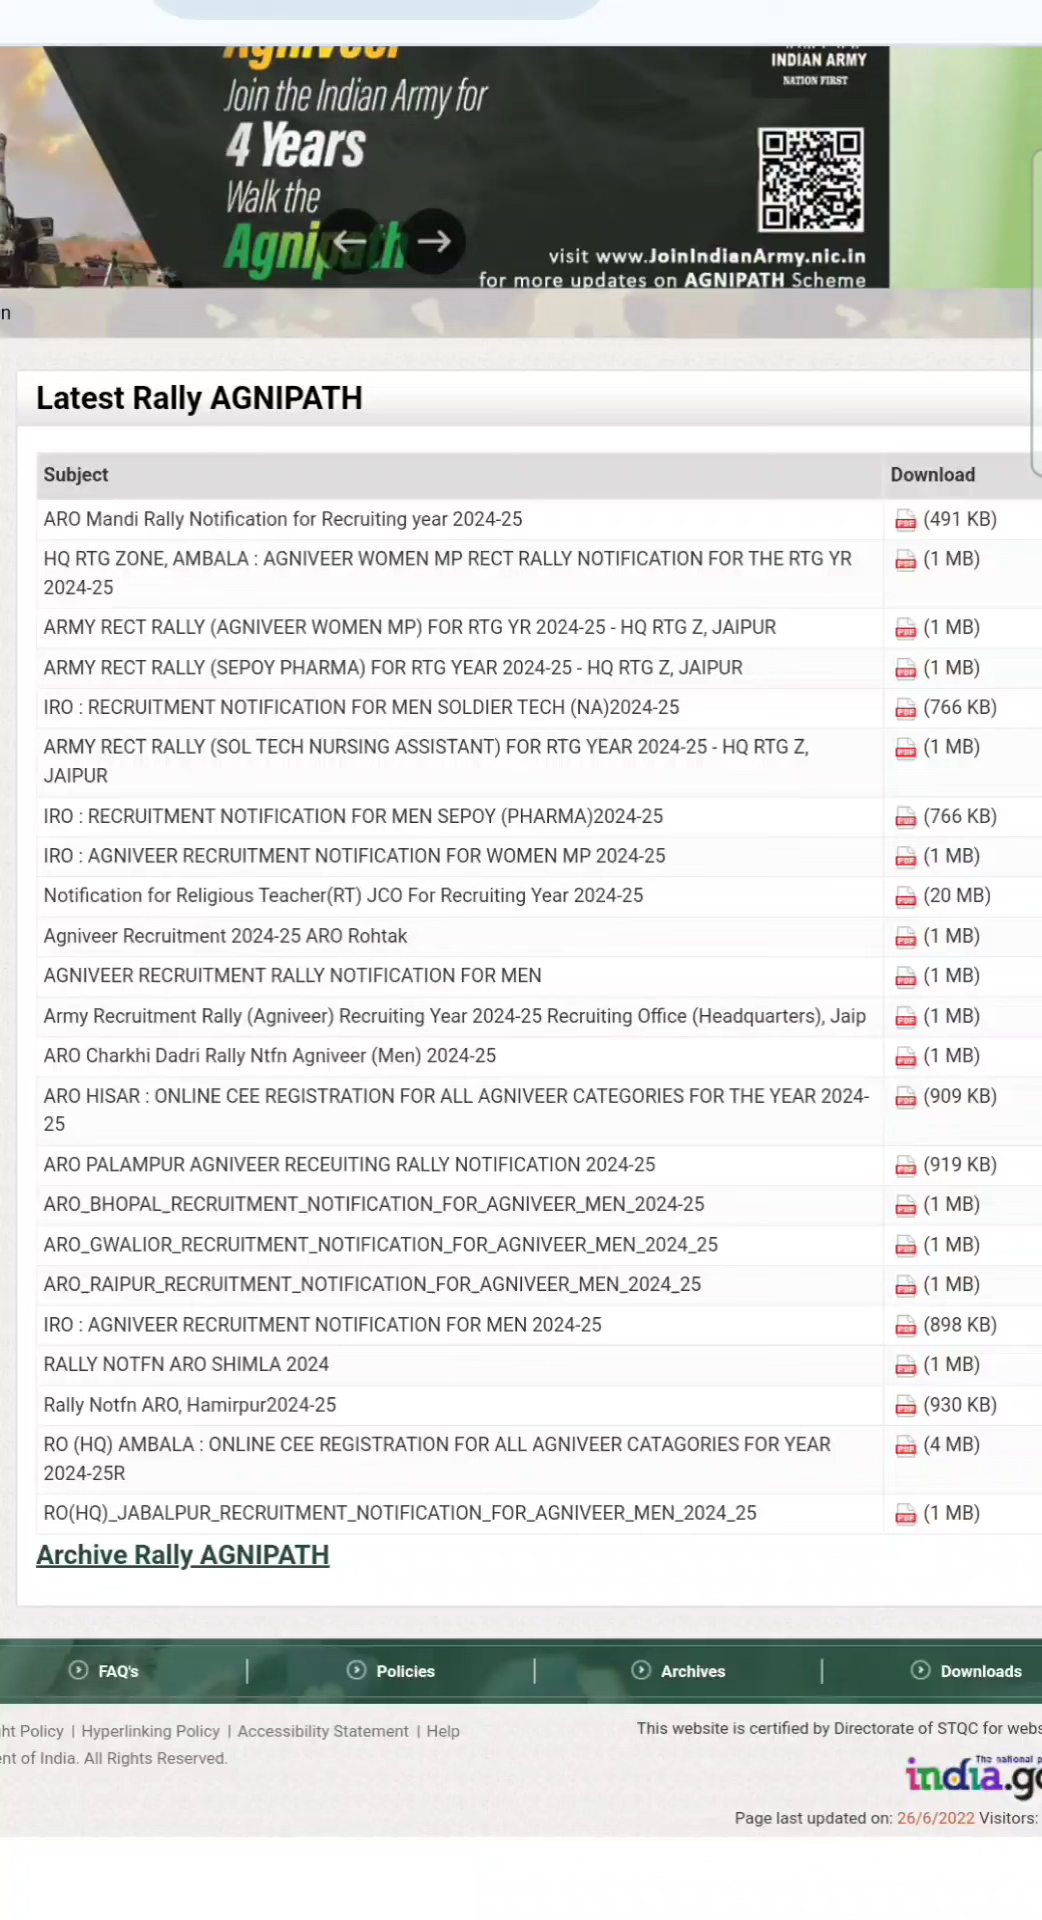 Agniveer
Join the Indian Army for
4 Years
Walk the
Agnipath
INDIAN ARMY
NATION FIRST
visit www.JoinIndianArmy.nic.in
for more updates on AGNIPATH Scheme
n
Latest Rally AGNIPATH
Subject Download
ARO Mandi Rally Notification for Recruiting year 2024-25 (491 KB)
HQ RTG ZONE, AMBALA : AGNIVEER WOMEN MP RECT RALLY NOTIFICATION FOR THE RTG YR (1 MB)
2024-25
ARMY RECT RALLY (AGNIVEER WOMEN MP) FOR RTG YR 2024-25 - HQ RTG Z, JAIPUR (1 MB)
ARMY RECT RALLY (SEPOY PHARMA) FOR RTG YEAR 2024-25 - HQ RTG Z, JAIPUR (1 MB)
IRO : RECRUITMENT NOTIFICATION FOR MEN SOLDIER TECH (NA)2024-25 (766 KB)
ARMY RECT RALLY (SOL TECH NURSING ASSISTANT) FOR RTG YEAR 2024-25 - HQ RTG Z, (1 MB)
JAIPUR
IRO : RECRUITMENT NOTIFICATION FOR MEN SEPOY (PHARMA)2024-25 (766 KB)
IRO : AGNIVEER RECRUITMENT NOTIFICATION FOR WOMEN MP 2024-25 (1 MB)
Notification for Religious Teacher(RT) JCO For Recruiting Year 2024-25 (20 MB)
Agniveer Recruitment 2024-25 ARO Rohtak (1 MB)
AGNIVEER RECRUITMENT RALLY NOTIFICATION FOR MEN (1 MB)
Army Recruitment Rally (Agniveer) Recruiting Year 2024-25 Recruiting Office (Headquarters), Jaip (1 MB)
ARO Charkhi Dadri Rally Ntfn Agniveer (Men) 2024-25 (1 MB)
ARO HISAR : ONLINE CEE REGISTRATION FOR ALL AGNIVEER CATEGORIES FOR THE YEAR 2024- (909 KB)
25
ARO PALAMPUR AGNIVEER RECEUITING RALLY NOTIFICATION 2024-25 (919 KB)
ARO_BHOPAL_RECRUITMENT_NOTIFICATION_FOR_AGNIVEER_MEN_2024-25 (1 MB)
ARO_GWALIOR_RECRUITMENT_NOTIFICATION_FOR_AGNIVEER_MEN_2024_25 (1 MB)
ARO_RAIPUR_RECRUITMENT_NOTIFICATION_FOR_AGNIVEER_MEN_2024_25 (1 MB)
IRO : AGNIVEER RECRUITMENT NOTIFICATION FOR MEN 2024-25 (898 KB)
RALLY NOTFN ARO SHIMLA 2024 (1 MB)
Rally Notfn ARO, Hamirpur2024-25 (930 KB)
RO (HQ) AMBALA : ONLINE CEE REGISTRATION FOR ALL AGNIVEER CATAGORIES FOR YEAR (4 MB)
2024-25R
RO(HQ)_JABALPUR_RECRUITMENT_NOTIFICATION_FOR_AGNIVEER_MEN_2024_25 (1 MB)
Archive Rally AGNIPATH
FAQ's | Policies | Archives | Downloads
ht Policy | Hyperlinking Policy | Accessibility Statement | Help
This website is certified by Directorate of STQC for webs
nt of India. All Rights Reserved.
The national p
india.go
Page last updated on: 26/6/2022 Visitors: